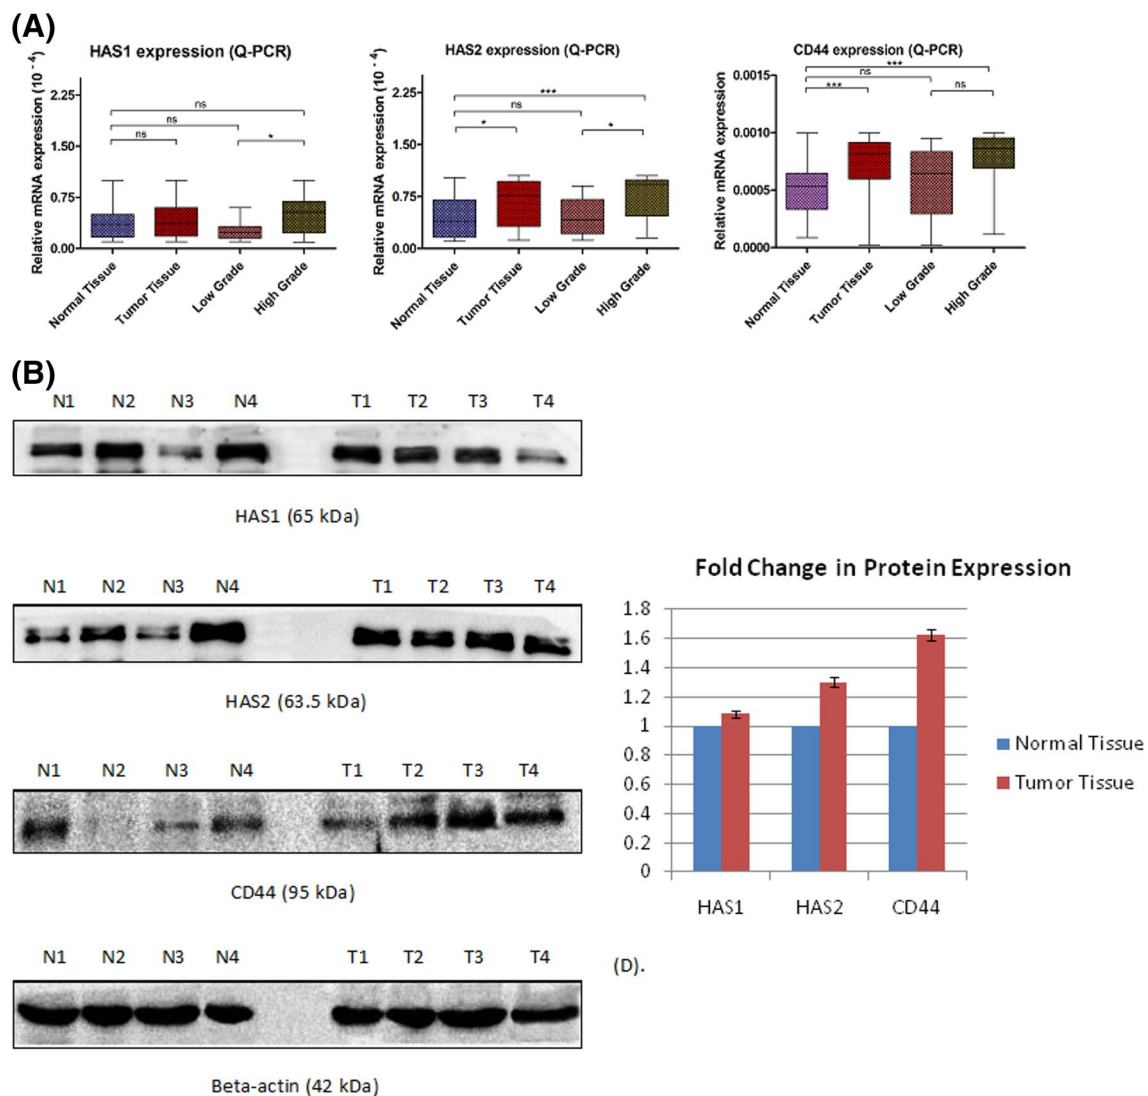 (A)
HAS1 expression (Q-PCR)
Relative mRNA expression (10⁻⁴)
2.25
1.50
0.75
0.00
ns
ns
ns
*
Normal Tissue
Tumor Tissue
Low Grade
High Grade
HAS2 expression (Q-PCR)
Relative mRNA expression (10⁻⁴)
2.25
1.50
0.75
0.00
***
ns
*
*
Normal Tissue
Tumor Tissue
Low Grade
High Grade
CD44 expression (Q-PCR)
Relative mRNA expression
0.0015
0.0010
0.0005
0.0000
***
ns
***
ns
Normal Tissue
Tumor Tissue
Low Grade
High Grade
(B)
N1 N2 N3 N4 T1 T2 T3 T4
HAS1 (65 kDa)
N1 N2 N3 N4 T1 T2 T3 T4
HAS2 (63.5 kDa)
N1 N2 N3 N4 T1 T2 T3 T4
CD44 (95 kDa)
N1 N2 N3 N4 T1 T2 T3 T4
Beta-actin (42 kDa)
Fold Change in Protein Expression
1.8
1.6
1.4
1.2
1
0.8
0.6
0.4
0.2
0
HAS1 HAS2 CD44
Normal Tissue
Tumor Tissue
(D).